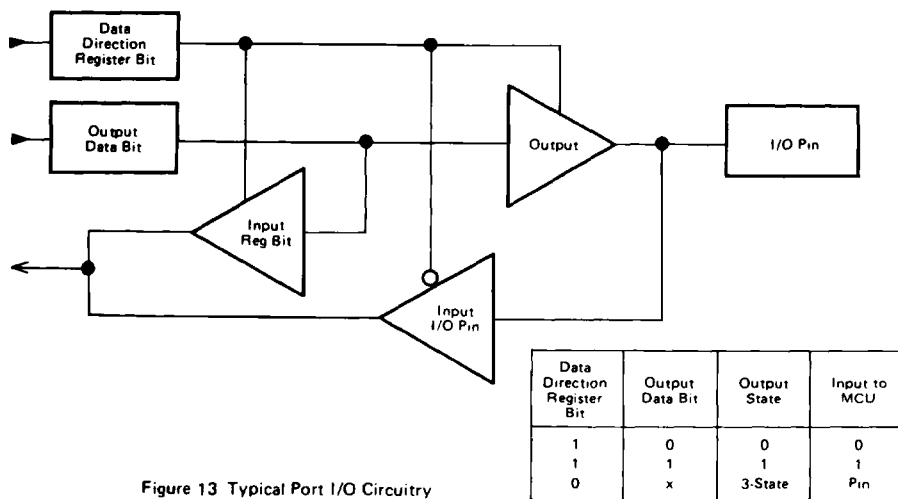 Data
Direction
Register Bit
Output
Data Bit
Output
I/O Pin
Input
Reg Bit
Input
I/O Pin
Data
Direction
Register
Bit
Output
Data Bit
Output
State
Input to
MCU
1 0 0 0
1 1 1 1
0 x 3-State Pin
Figure 13 Typical Port I/O Circuitry